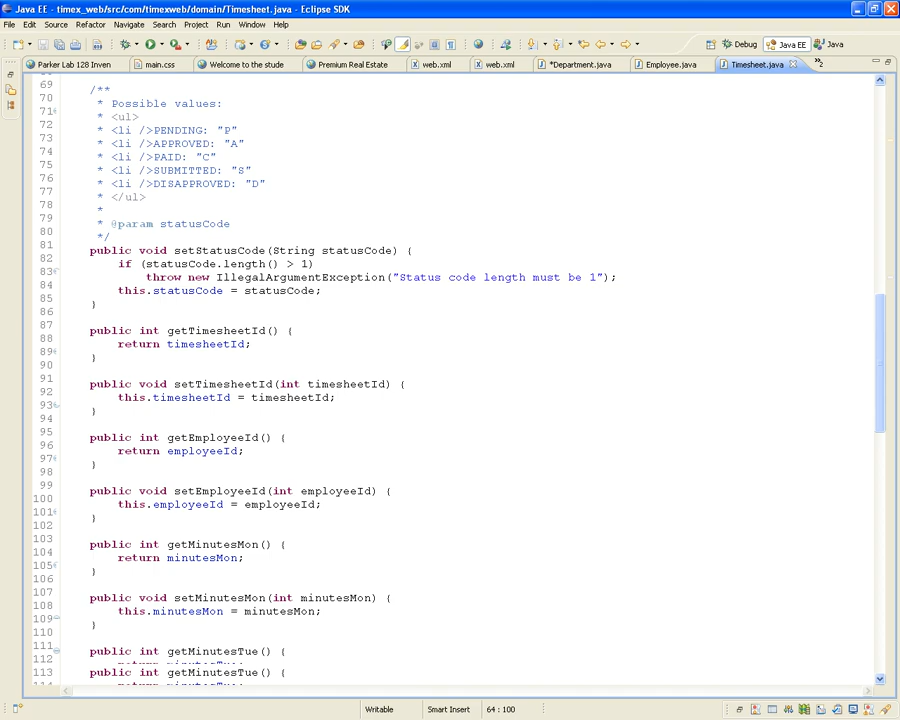 Java EE - timex_web/src/com/timexweb/domain/Timesheet.java - Eclipse SDK
File Edit Source Refactor Navigate Search Project Run Window Help
Debug Java EE Java
Parker Lab 128 Inven main.css Welcome to the stude Premium Real Estate web.xml web.xml *Department.java Employee.java Timesheet.java »2
69 /**
70 * Possible values:
71 * <ul>
72 * <li />PENDING: "P"
73 * <li />APPROVED: "A"
74 * <li />PAID: "C"
75 * <li />SUBMITTED: "S"
76 * <li />DISAPPROVED: "D"
77 * </ul>
78 *
79 * @param statusCode
80 */
81 public void setStatusCode(String statusCode) {
82 if (statusCode.length() > 1)
83 throw new IllegalArgumentException("Status code length must be 1");
84 this.statusCode = statusCode;
85 }
86
87 public int getTimesheetId() {
88 return timesheetId;
89 }
90
91 public void setTimesheetId(int timesheetId) {
92 this.timesheetId = timesheetId;
93 }
94
95 public int getEmployeeId() {
96 return employeeId;
97 }
98
99 public void setEmployeeId(int employeeId) {
100 this.employeeId = employeeId;
101 }
102
103 public int getMinutesMon() {
104 return minutesMon;
105 }
106
107 public void setMinutesMon(int minutesMon) {
108 this.minutesMon = minutesMon;
109 }
110
111 public int getMinutesTue() {
112 return minutesTue;
113 public int getMinutesTue() {
114 return minutesTue;
Writable Smart Insert 64 : 100